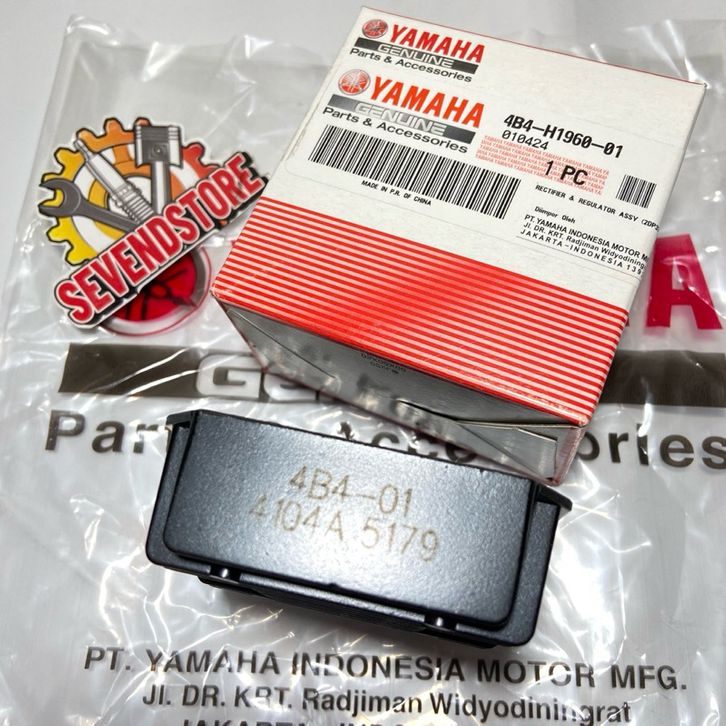 YAMAHA
GENUINE
Parts & Accessories
YAMAHA
GENUINE
Parts & Accessories
4B4-H1960-01
010424
1 PC
MADE IN P.R. OF CHINA
RECTIFIER & REGULATOR ASSY
Diimpor Oleh
PT. YAMAHA INDONESIA MOTOR
JL. DR. KRT. Radjiman Widyodiningrat
JAKARTA-INDONESIA
SEVENDSTORE
Parts & Accessories
4B4-01
4104A 5179
PT. YAMAHA INDONESIA MOTOR MFG.
Jl. DR. KRT. Radjiman Widyodiningrat